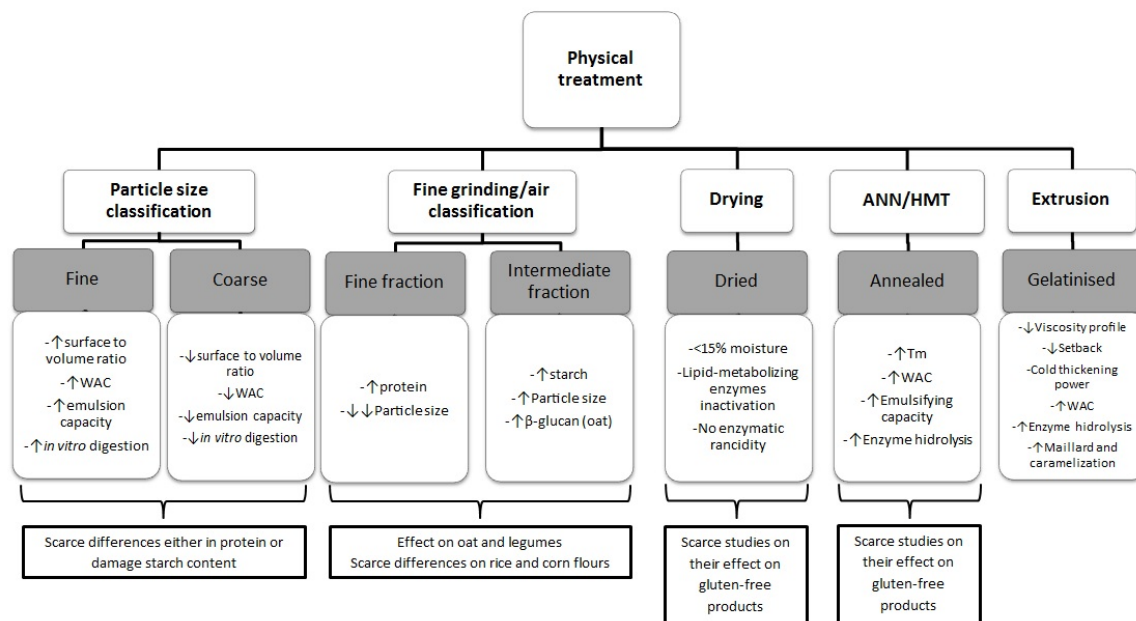 Physical
treatment
Particle size
classification
Fine grinding/air
classification
Drying
ANN/HMT
Extrusion
Fine
Coarse
Fine fraction
Intermediate
fraction
Dried
Annealed
Gelatinised
-↑surface to
volume ratio
-↑WAC
-↑emulsion
capacity
-↑in vitro digestion
-↓surface to volume
ratio
-↓WAC
-↓emulsion capacity
-↓in vitro digestion
-↑protein
-↓↓Particle size
-↑starch
-↑Particle size
-↑β-glucan (oat)
-<15% moisture
-Lipid-metabolizing
enzymes
inactivation
-No enzymatic
rancidity
-↑Tm
-↑WAC
-↑Emulsifying
capacity
-↑Enzyme hidrolysis
-↓Viscosity profile
-↓Setback
-Cold thickening
power
-↑WAC
-↑Enzyme hidrolysis
-↑Maillard and
caramelization
Scarce differences either in protein or
damage starch content
Effect on oat and legumes
Scarce differences on rice and corn flours
Scarce studies on
their effect on
gluten-free
products
Scarce studies on
their effect on
gluten-free
products